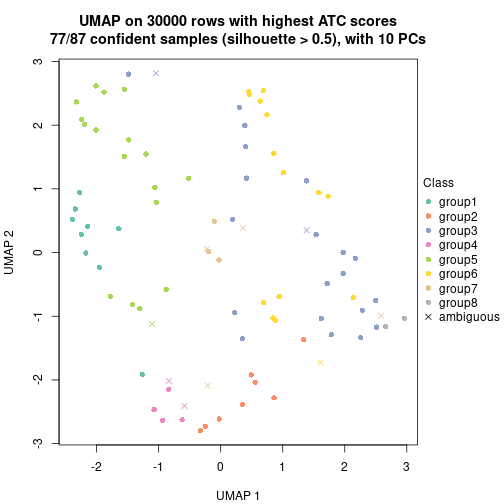 UMAP on 30000 rows with highest ATC scores
77/87 confident samples (silhouette > 0.5), with 10 PCs
3
2
1
0
-1
-2
-3
UMAP 2
-2
-1
0
1
2
3
UMAP 1
Class
group1
group2
group3
group4
group5
group6
group7
group8
ambiguous